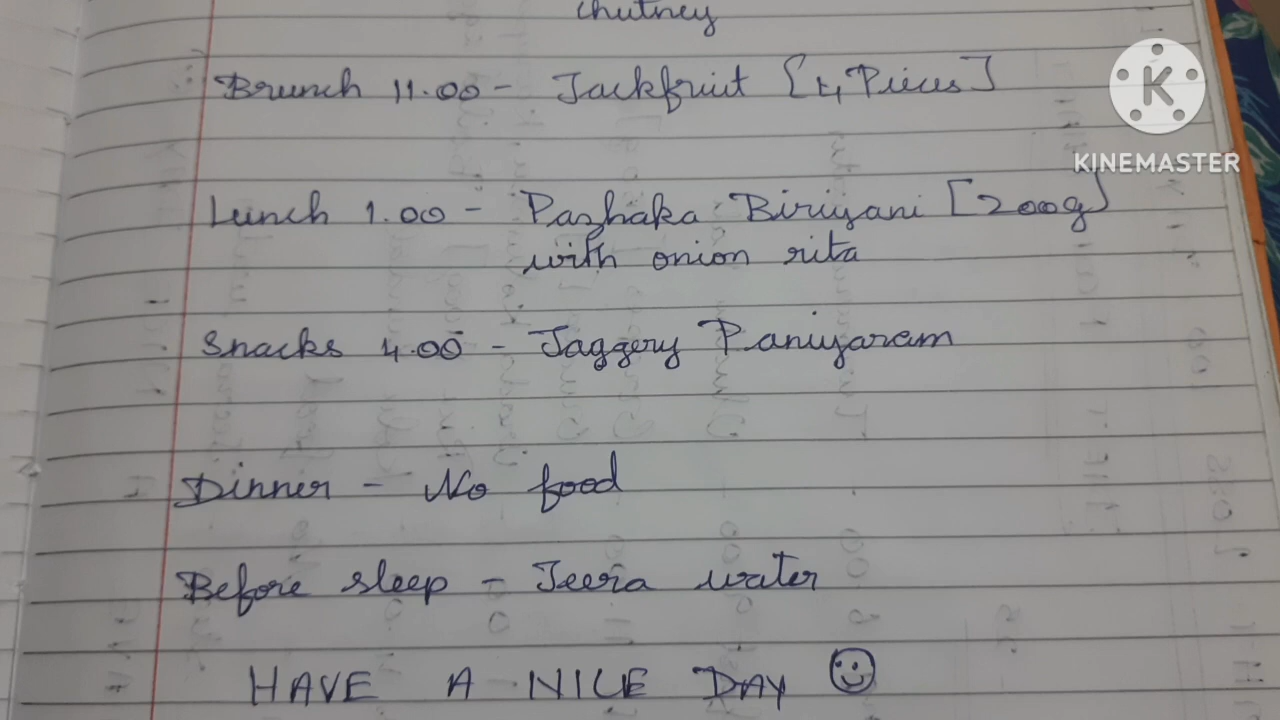 chutney
Brunch 11.00 - Jackfruit [4 Pieces]
K
KINEMASTER
Lunch 1.00 - Pazhaka Biriyani [200g]
with onion rita
Snacks 4.00 - Jaggery Paniyaram
Dinner - No food
Before sleep - Jeera water
HAVE A NICE DAY